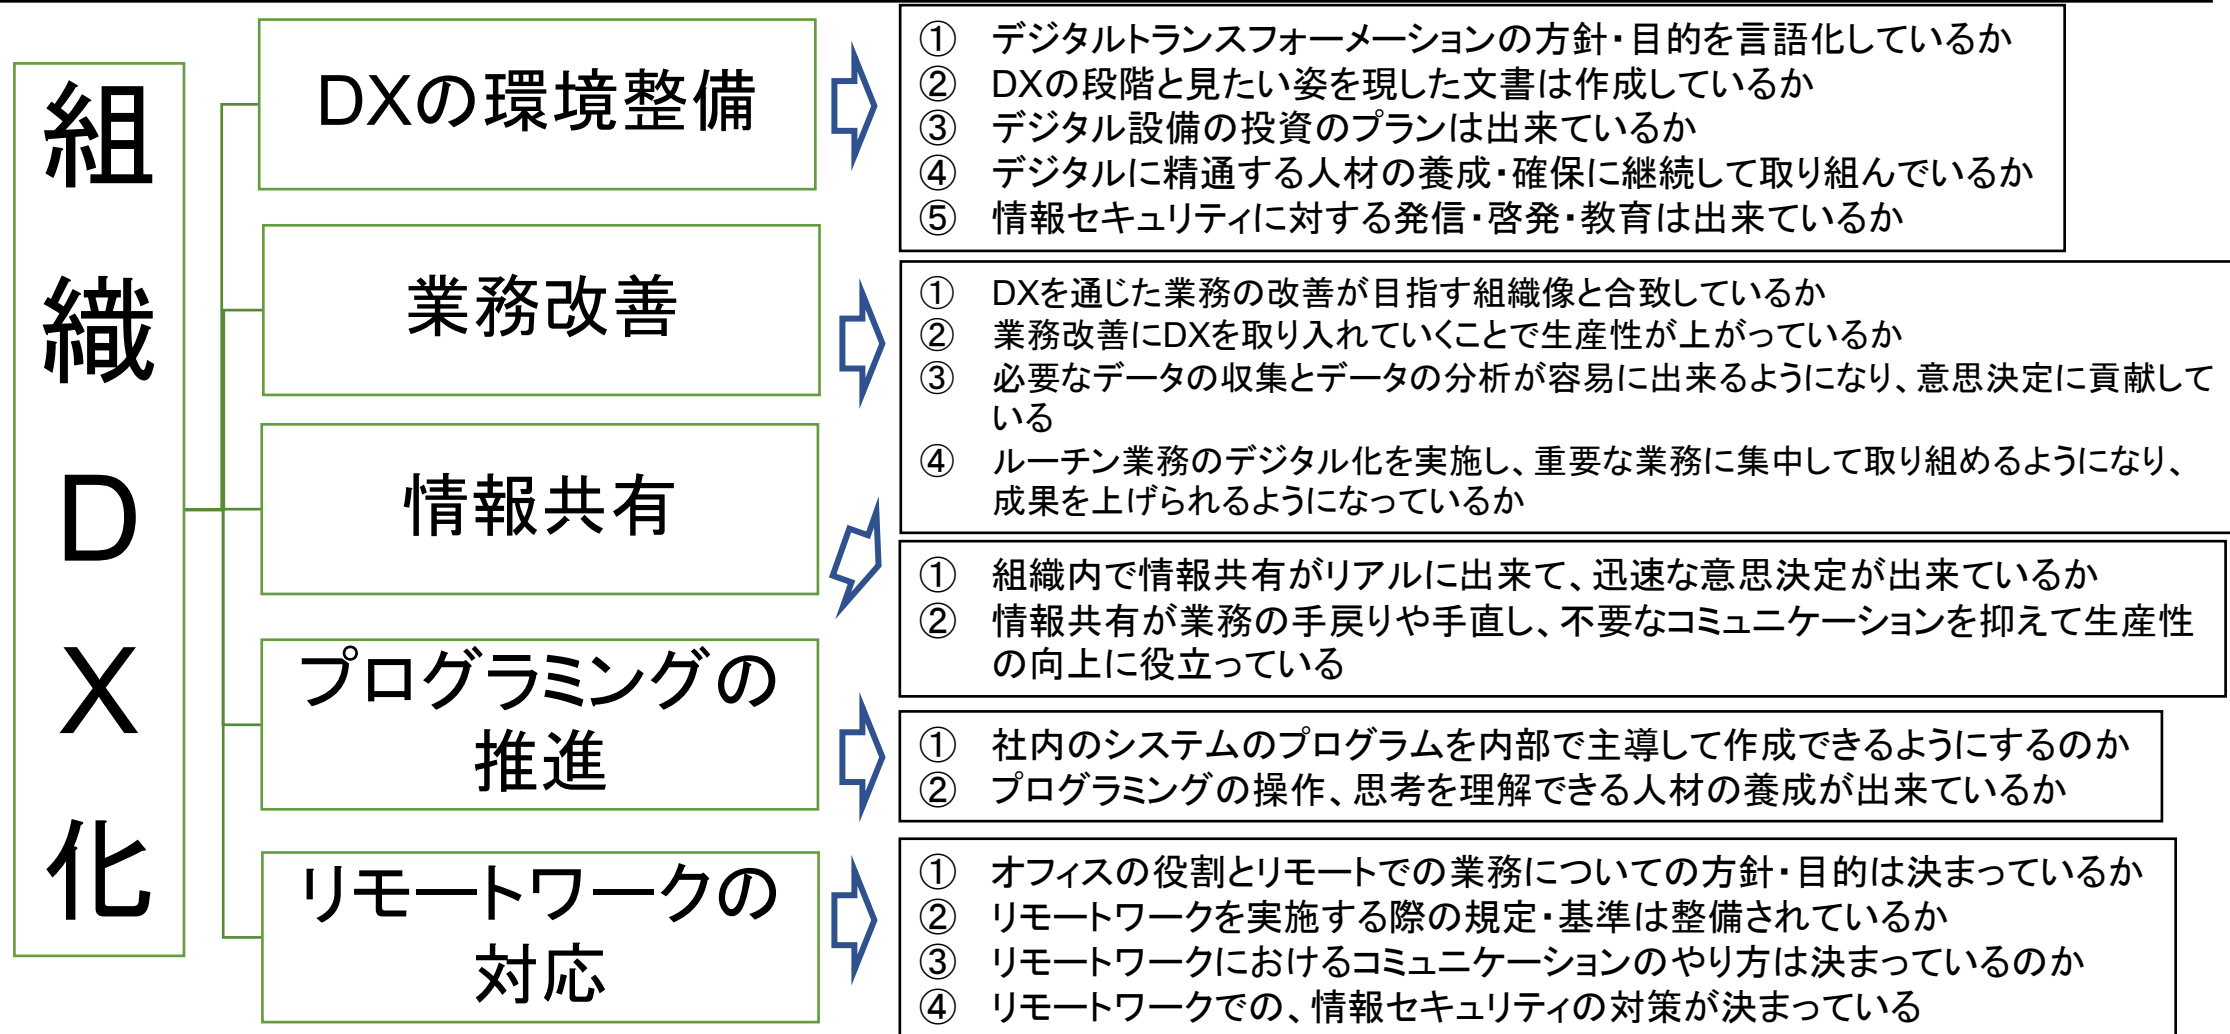 組織DX化
DXの環境整備
① デジタルトランスフォーメーションの方針・目的を言語化しているか
② DXの段階と見たい姿を現した文書は作成しているか
③ デジタル設備の投資のプランは出来ているか
④ デジタルに精通する人材の養成・確保に継続して取り組んでいるか
⑤ 情報セキュリティに対する発信・啓発・教育は出来ているか
業務改善
① DXを通じた業務の改善が目指す組織像と合致しているか
② 業務改善にDXを取り入れていくことで生産性が上がっているか
③ 必要なデータの収集とデータの分析が容易に出来るようになり、意思決定に貢献して
いる
④ ルーチン業務のデジタル化を実施し、重要な業務に集中して取り組めるようになり、
成果を上げられるようになっているか
情報共有
① 組織内で情報共有がリアルに出来て、迅速な意思決定が出来ているか
② 情報共有が業務の手戻りや手直し、不要なコミュニケーションを抑えて生産性
の向上に役立っている
プログラミングの
推進
① 社内のシステムのプログラムを内部で主導して作成できるようにするのか
② プログラミングの操作、思考を理解できる人材の養成が出来ているか
リモートワークの
対応
① オフィスの役割とリモートでの業務についての方針・目的は決まっているか
② リモートワークを実施する際の規定・基準は整備されているか
③ リモートワークにおけるコミュニケーションのやり方は決まっているのか
④ リモートワークでの、情報セキュリティの対策が決まっている